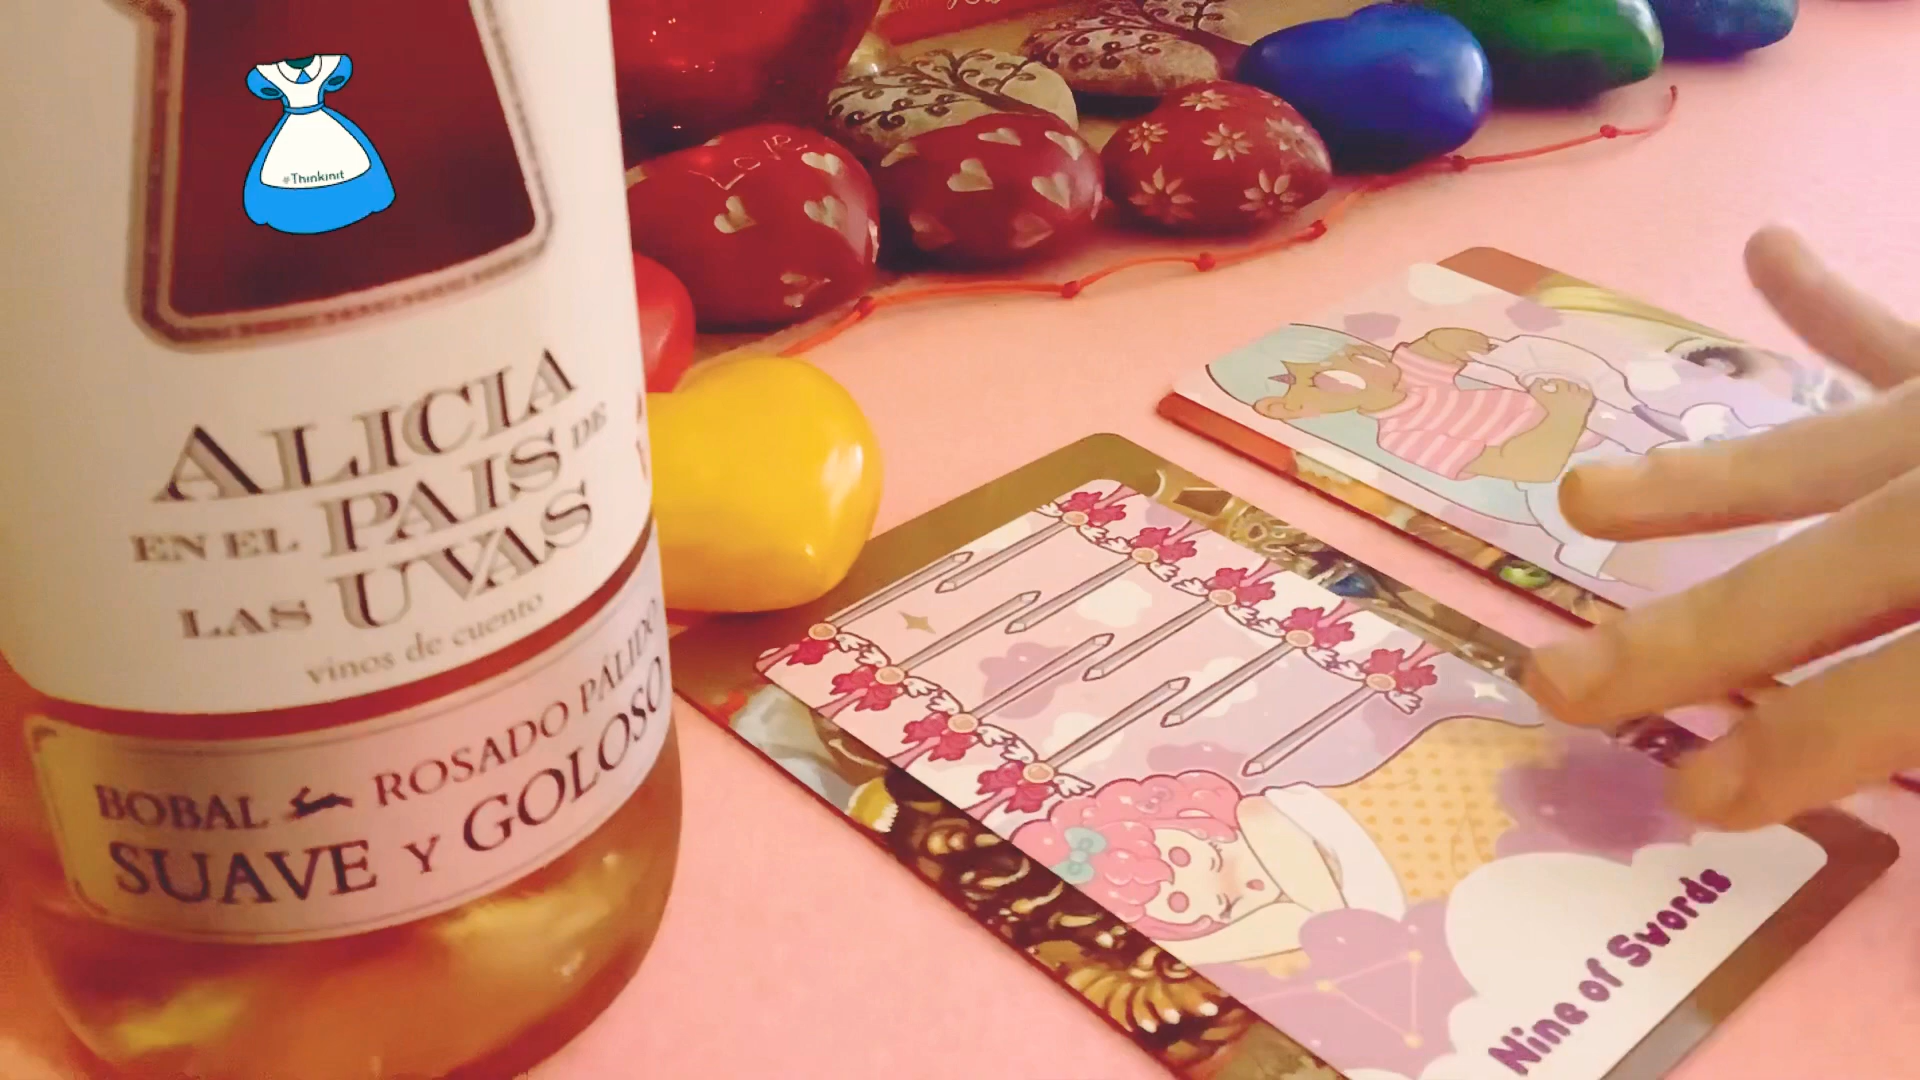 #Thinkinit
ALICIA
EN EL PAIS DE
LAS UVAS
vinos de cuento
BOBAL ROSADO PÁLIDO
SUAVE Y GOLOSO
Love
Nine of Swords